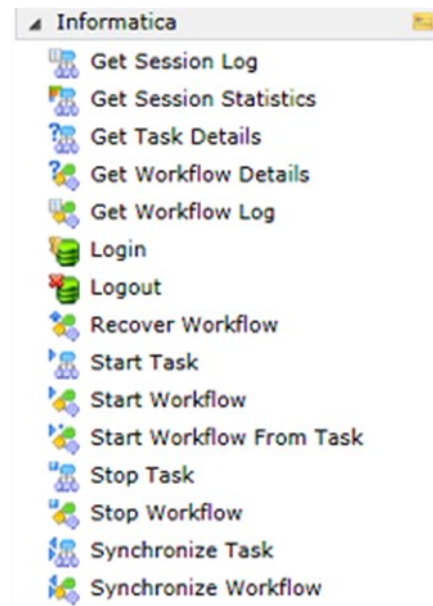 Informatica
Get Session Log
Get Session Statistics
Get Task Details
Get Workflow Details
Get Workflow Log
Login
Logout
Recover Workflow
Start Task
Start Workflow
Start Workflow From Task
Stop Task
Stop Workflow
Synchronize Task
Synchronize Workflow